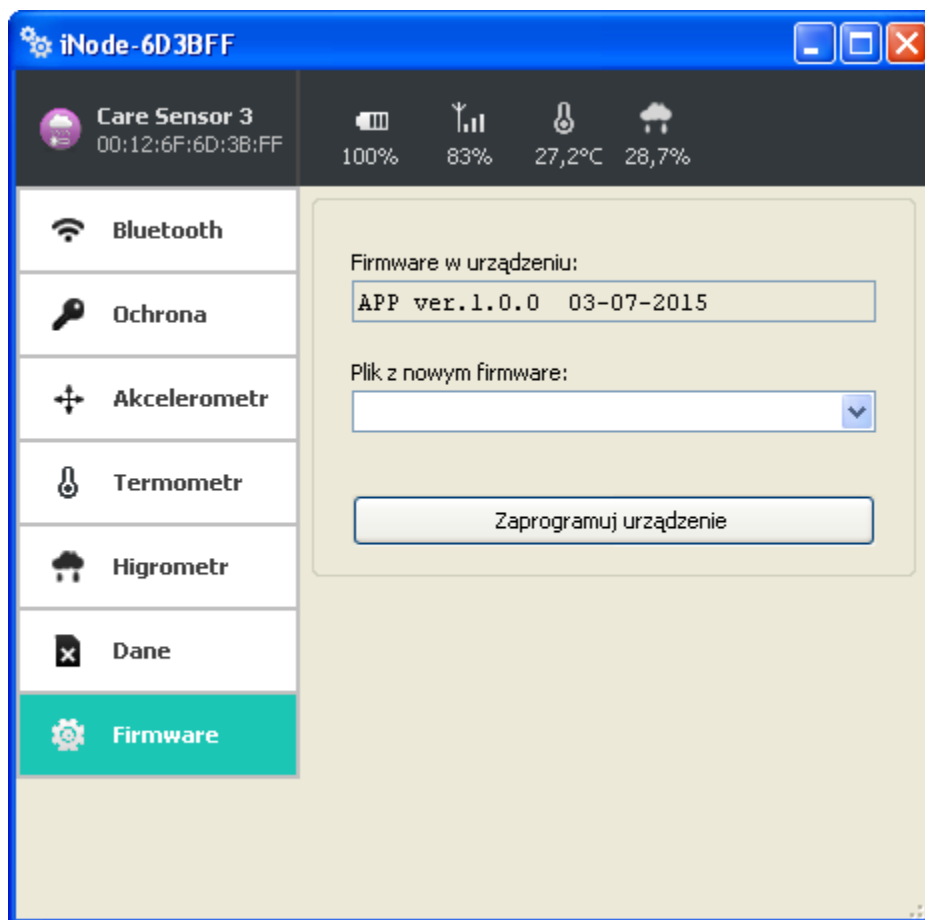 iNode-6D3BFF
Care Sensor 3
00:12:6F:6D:3B:FF
100% 83% 27,2°C 28,7%
Bluetooth
Ochrona
Akcelerometr
Termometr
Higrometr
Dane
Firmware
Firmware w urządzeniu:
APP ver.1.0.0  03-07-2015
Plik z nowym firmware:
Zaprogramuj urządzenie